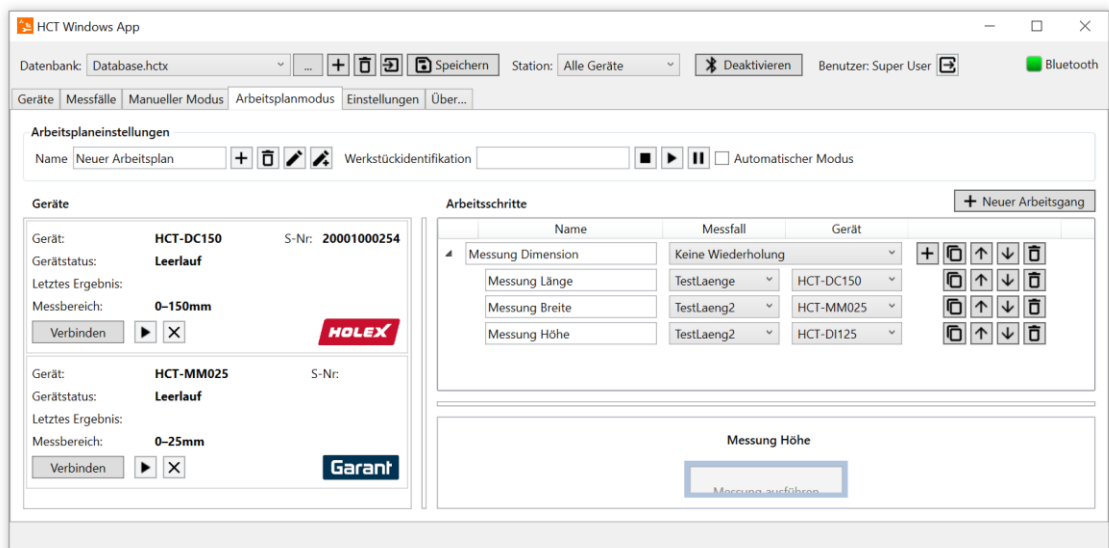 HCT Windows App
Datenbank: Database.hctx ... Speichern Station: Alle Geräte Deaktivieren Benutzer: Super User Bluetooth
Geräte Messfälle Manueller Modus Arbeitsplanmodus Einstellungen Über...
Arbeitsplaneinstellungen
Name Neuer Arbeitsplan Werkstückidentifikation Automatischer Modus
Geräte
Gerät: HCT-DC150 S-Nr: 20001000254
Gerätstatus: Leerlauf
Letztes Ergebnis:
Messbereich: 0–150mm
Verbinden HOLEX
Gerät: HCT-MM025 S-Nr:
Gerätstatus: Leerlauf
Letztes Ergebnis:
Messbereich: 0–25mm
Verbinden Garant
Arbeitsschritte Neuer Arbeitsgang
Name Messfall Gerät
Messung Dimension Keine Wiederholung
Messung Länge TestLaenge HCT-DC150
Messung Breite TestLaeng2 HCT-MM025
Messung Höhe TestLaeng2 HCT-DI125
Messung Höhe
Messung ausführen